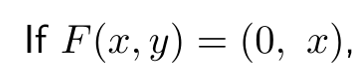 If F(x, y) = (0, x),